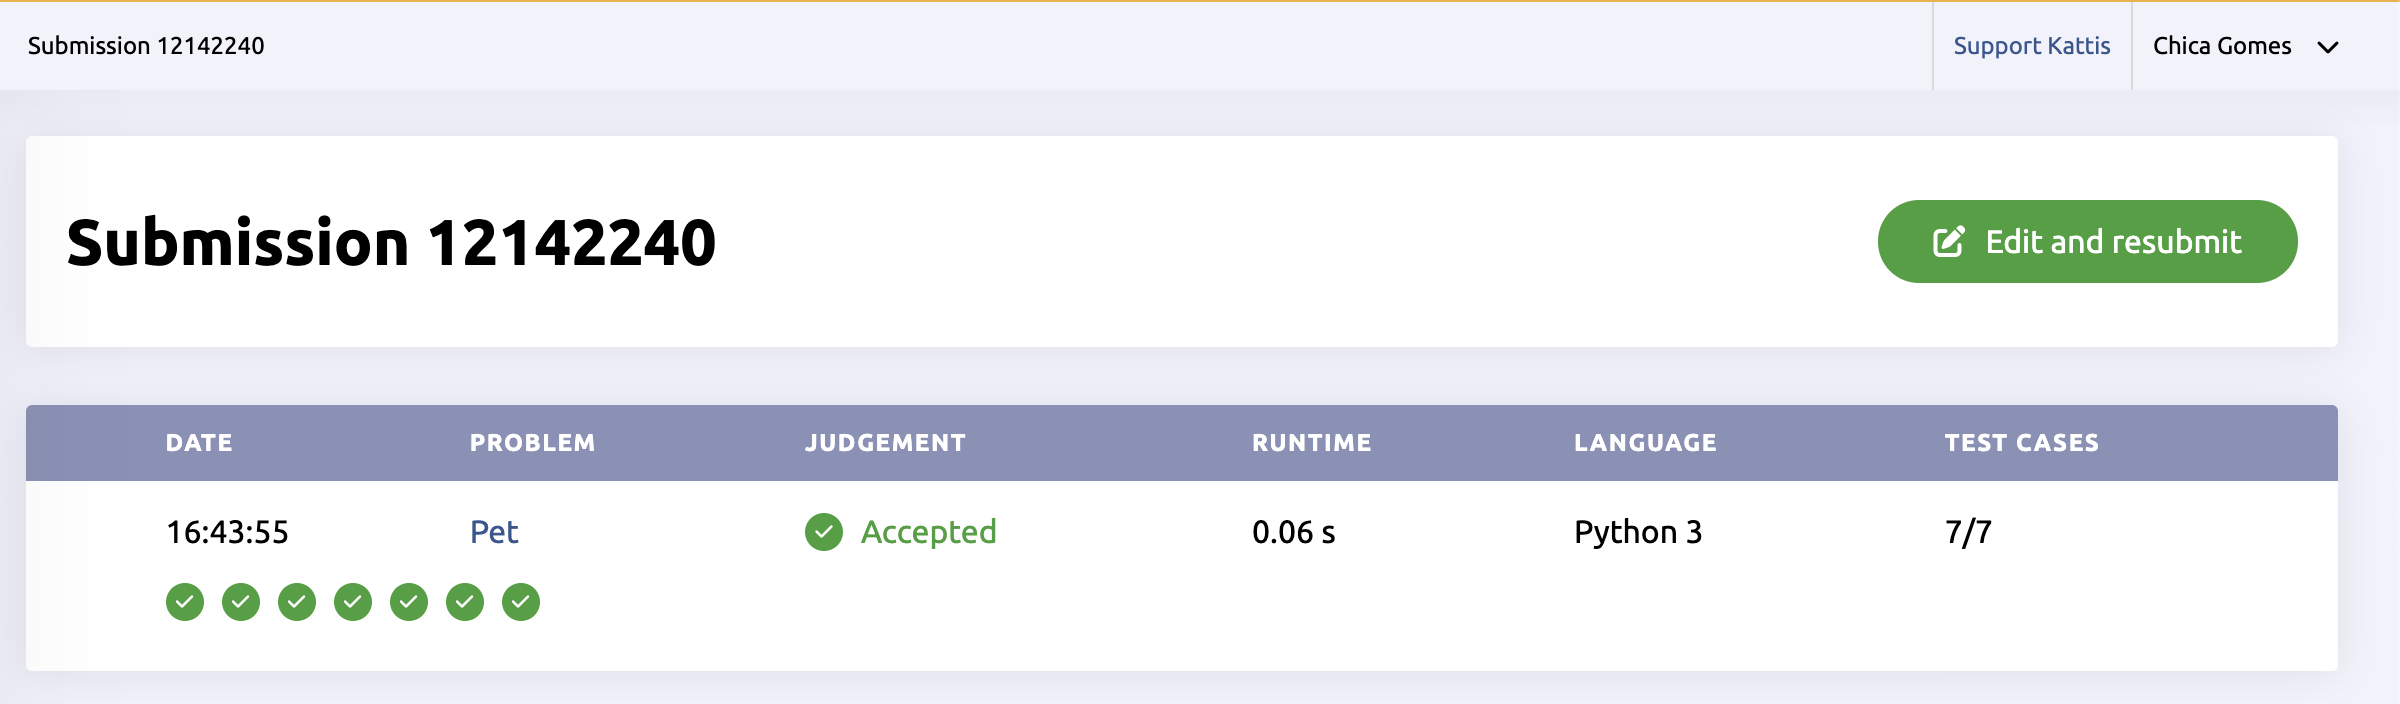 Submission 12142240 Support Kattis Chica Gomes
Submission 12142240 Edit and resubmit
DATE PROBLEM JUDGEMENT RUNTIME LANGUAGE TEST CASES
16:43:55 Pet Accepted 0.06 s Python 3 7/7